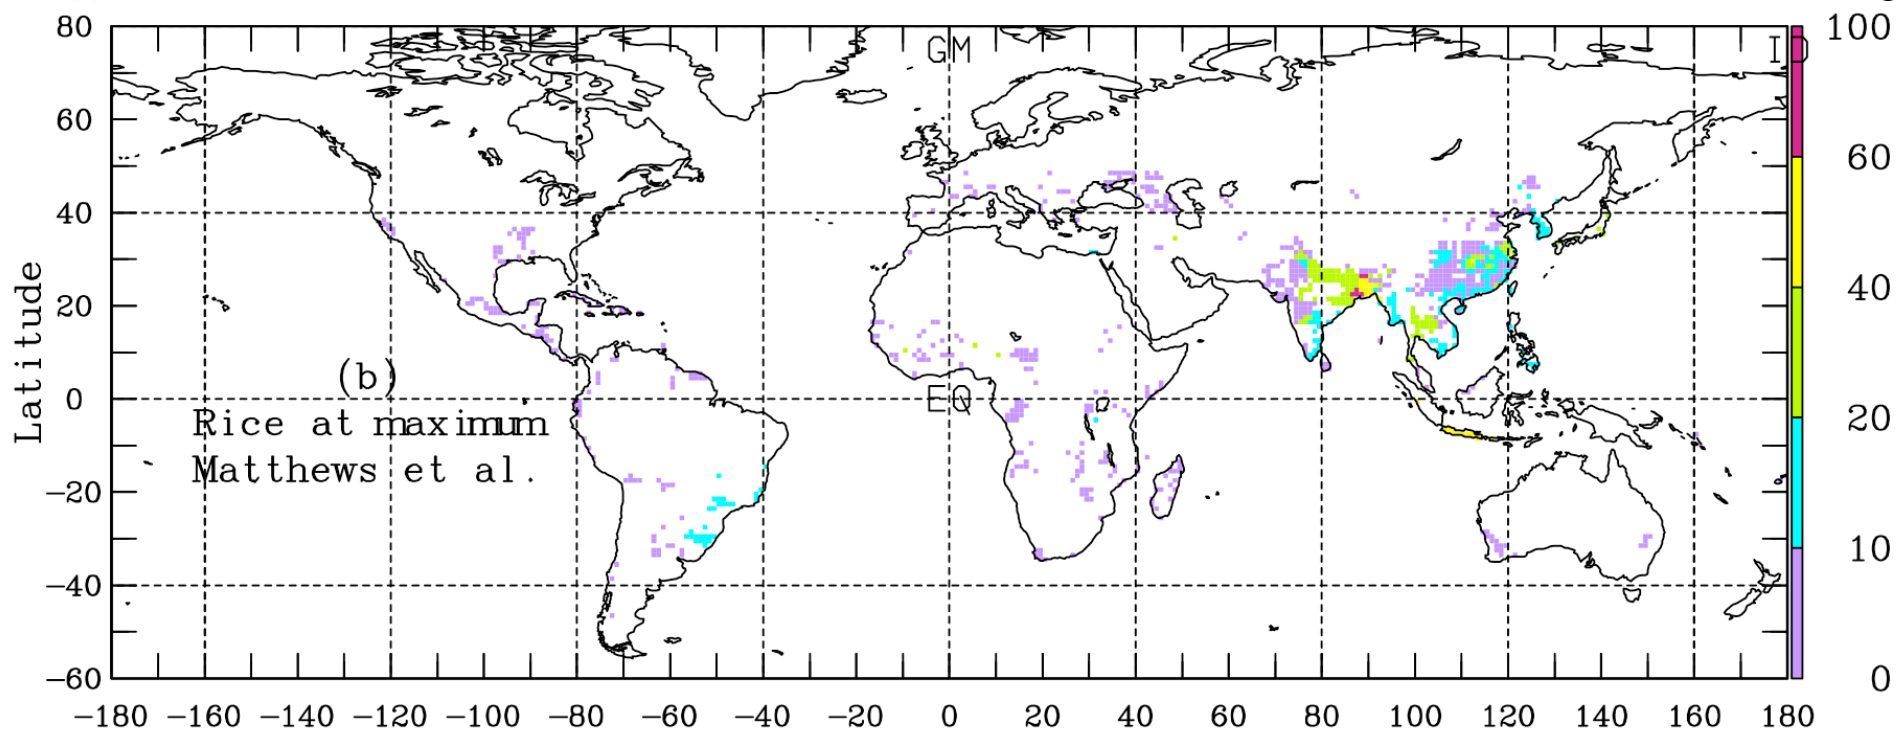 80
60
40
20
0
−20
−40
−60
Latitude
GM
I
EQ
(b)
Rice at maximum
Matthews et al.
−180 −160 −140 −120 −100 −80 −60 −40 −20 0 20 40 60 80 100 120 140 160 180
100
60
40
20
10
0